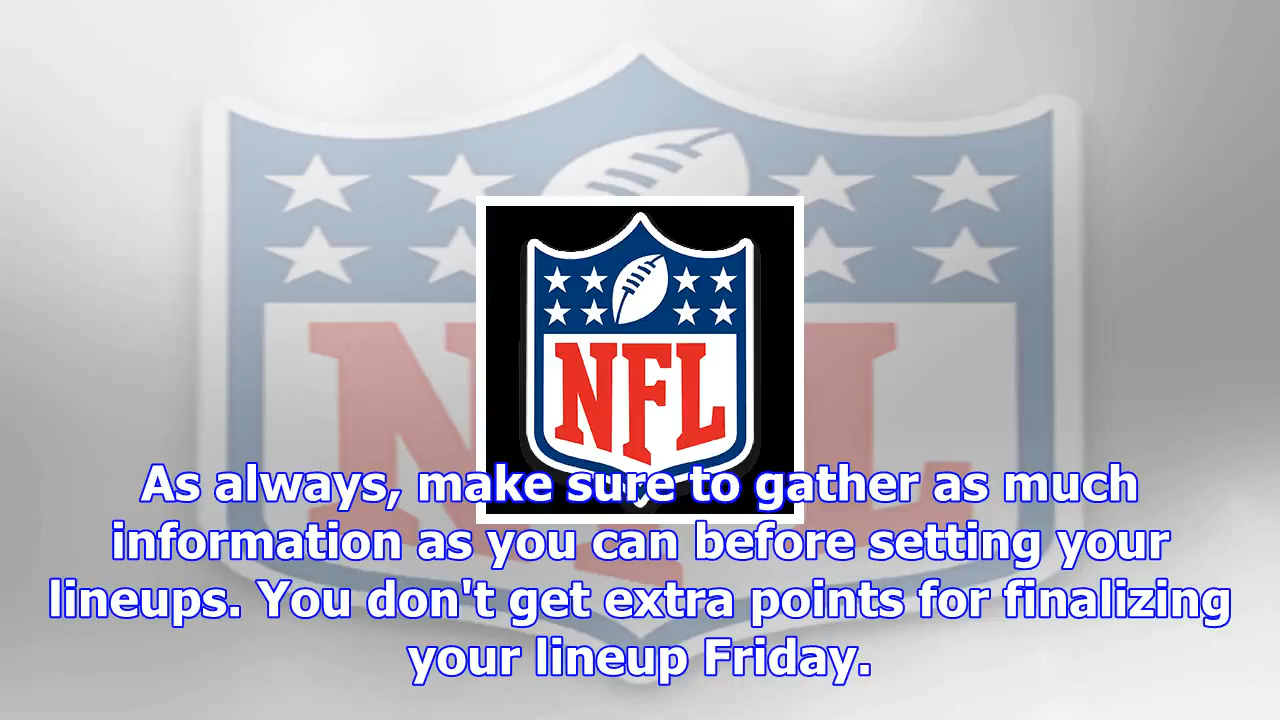 NFL
As always, make sure to gather as much
information as you can before setting your
lineups. You don't get extra points for finalizing
your lineup Friday.